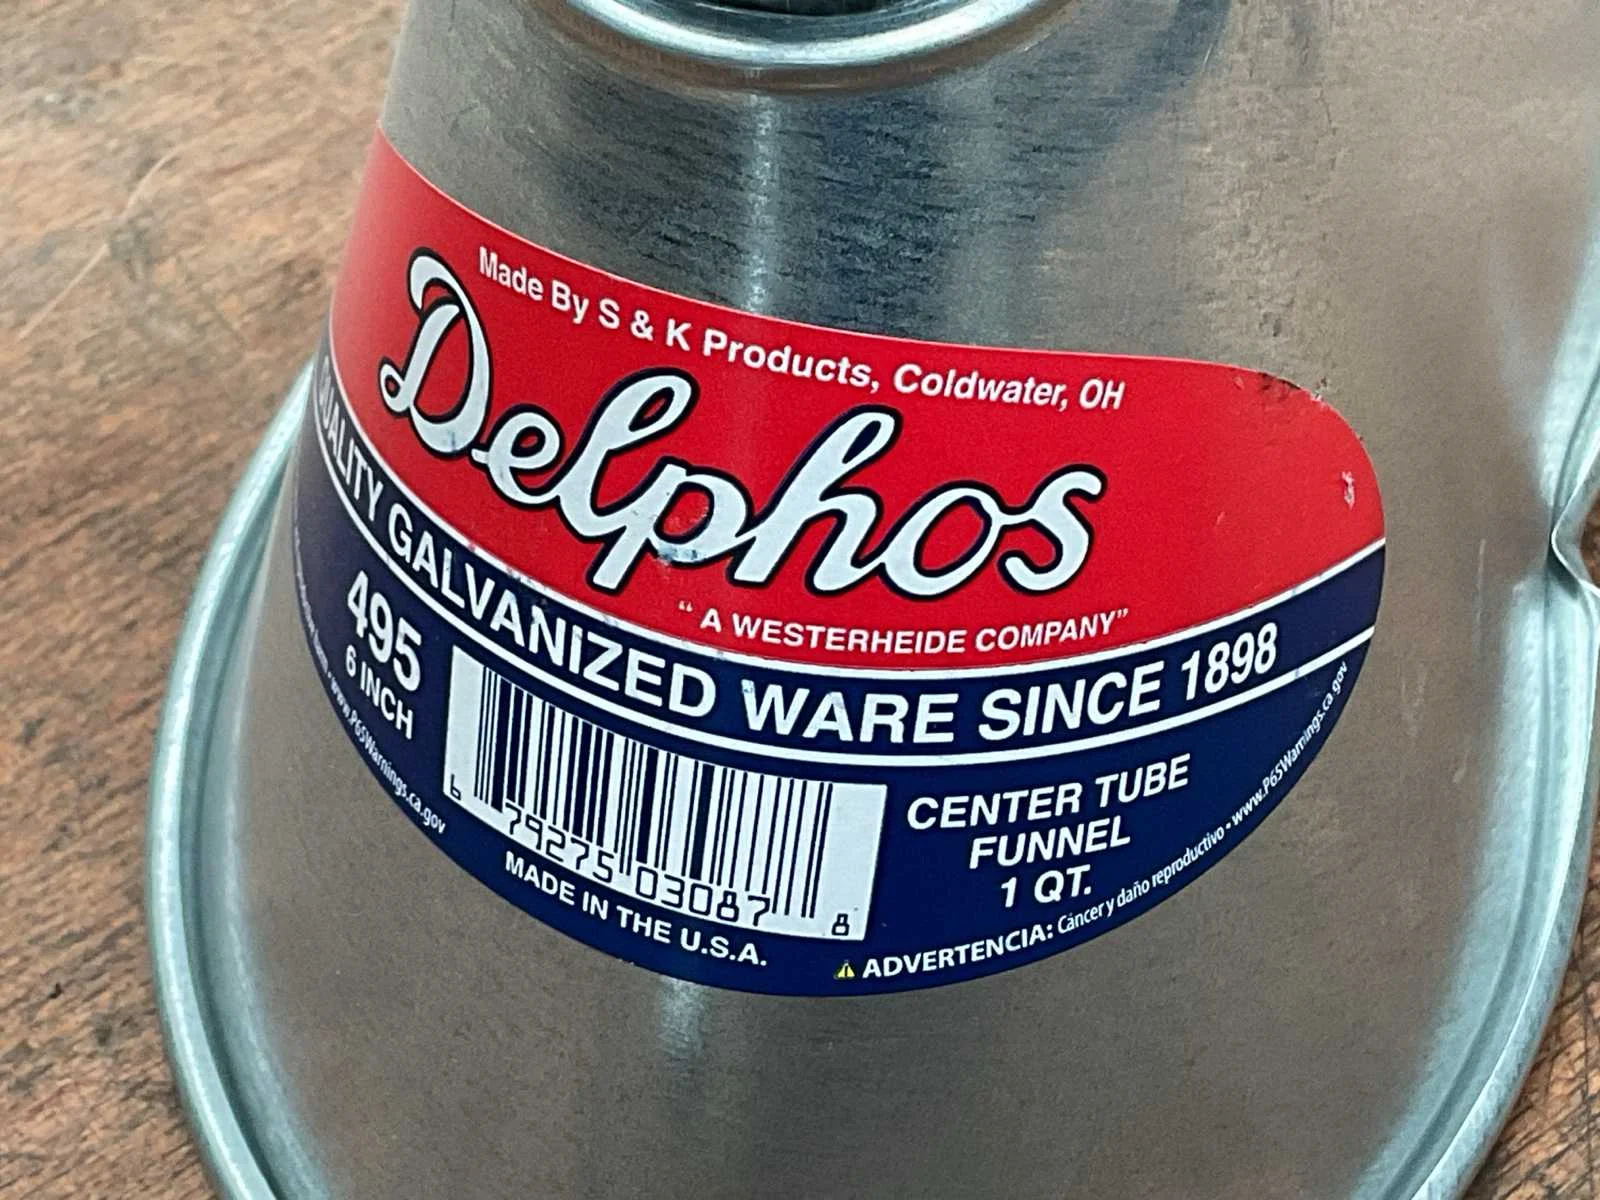 Made By S & K Products, Coldwater, OH
Delphos
“A WESTERHEIDE COMPANY”
QUALITY GALVANIZED WARE SINCE 1898
495
6 INCH
6 79275 03087 8
MADE IN THE U.S.A.
CENTER TUBE
FUNNEL
1 QT.
www.P65Warnings.ca.gov
ADVERTENCIA: Cáncer y daño reproductivo • www.P65Warnings.ca.gov